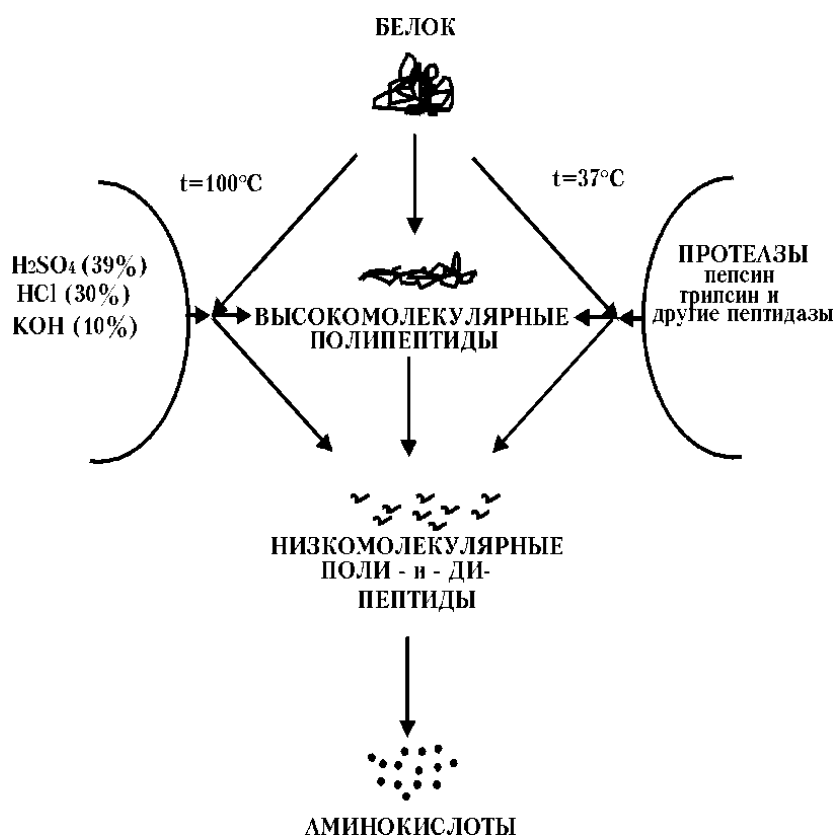 БЕЛОК
t=100°C
t=37°C
H₂SO₄ (39%)
HCl (30%)
KOH (10%)
ПРОТЕАЗЫ
пепсин
трипсин и
другие пептидазы
ВЫСОКОМОЛЕКУЛЯРНЫЕ
ПОЛИПЕПТИДЫ
НИЗКОМОЛЕКУЛЯРНЫЕ
ПОЛИ - и - ДИ-
ПЕПТИДЫ
АМИНОКИСЛОТЫ